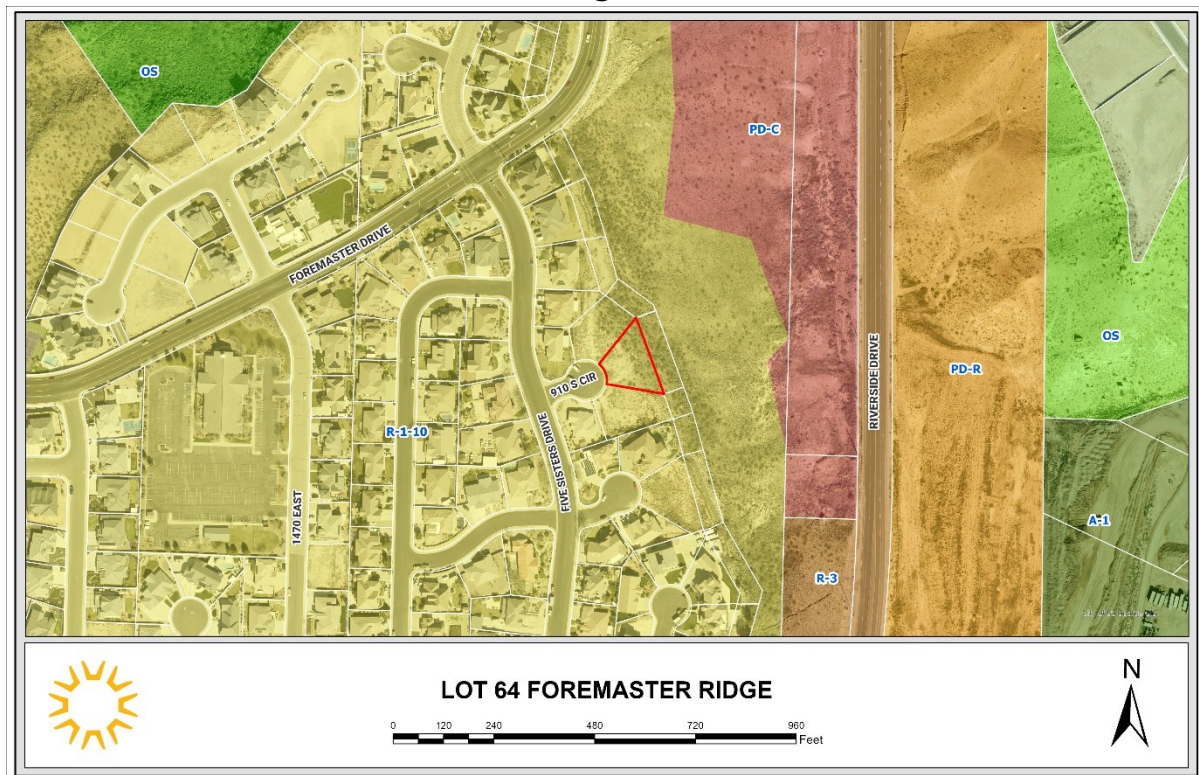 OS
PD-C
FOREMASTER DRIVE
RIVERSIDE DRIVE
OS
PD-R
910 S CIR
R-1-10
FIVE SISTERS DRIVE
1470 EAST
A-1
R-3
LOT 64 FOREMASTER RIDGE
N
0 120 240 480 720 960
Feet